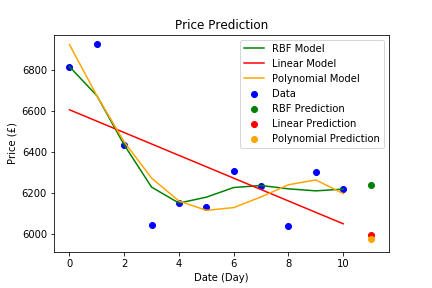 Price Prediction
Price (£)
6800
6600
6400
6200
6000
RBF Model
Linear Model
Polynomial Model
Data
RBF Prediction
Linear Prediction
Polynomial Prediction
0 2 4 6 8 10
Date (Day)